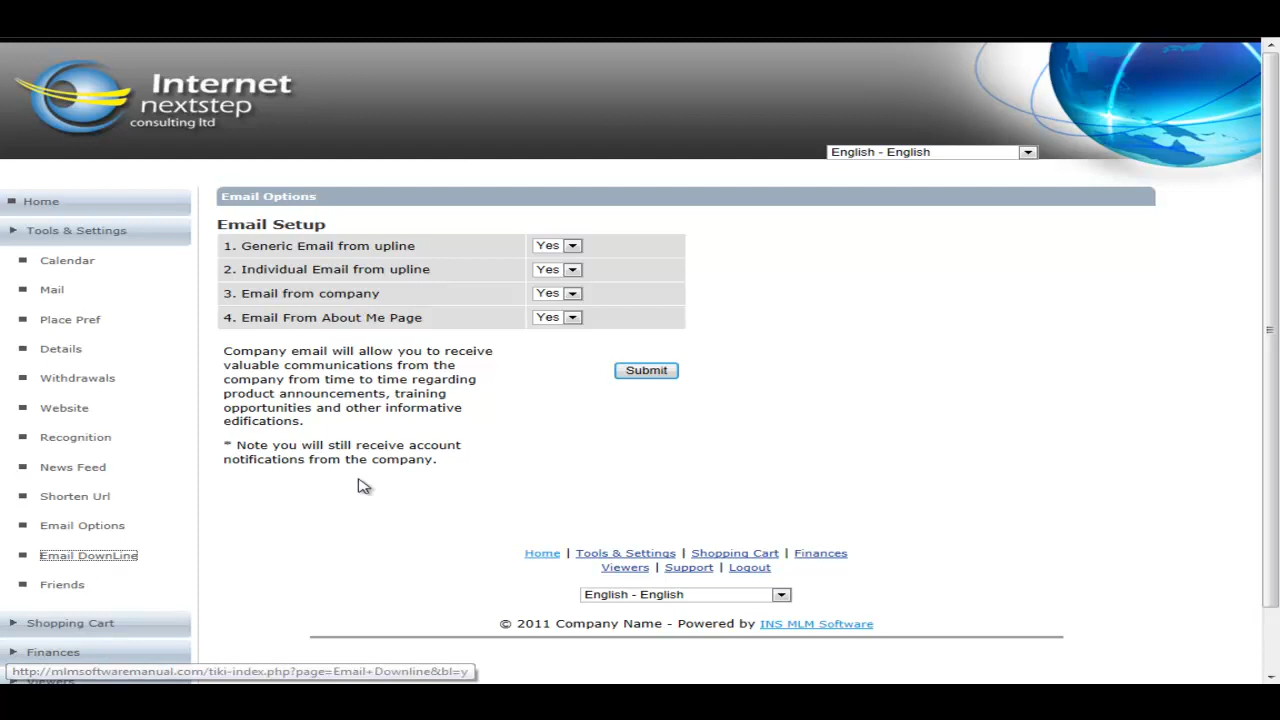 Internet
nextstep
consulting ltd
English - English
Home
Tools & Settings
Calendar
Mail
Place Pref
Details
Withdrawals
Website
Recognition
News Feed
Shorten Url
Email Options
Email DownLine
Friends
Shopping Cart
Finances
Viewers
Email Options
Email Setup
1. Generic Email from upline Yes
2. Individual Email from upline Yes
3. Email from company Yes
4. Email From About Me Page Yes
Company email will allow you to receive
valuable communications from the
company from time to time regarding
product announcements, training
opportunities and other informative
edifications.
Submit
* Note you will still receive account
notifications from the company.
Home | Tools & Settings | Shopping Cart | Finances
Viewers | Support | Logout
English - English
© 2011 Company Name - Powered by INS MLM Software
http://mlmsoftwaremanual.com/tiki-index.php?page=Email+Downline&bl=y